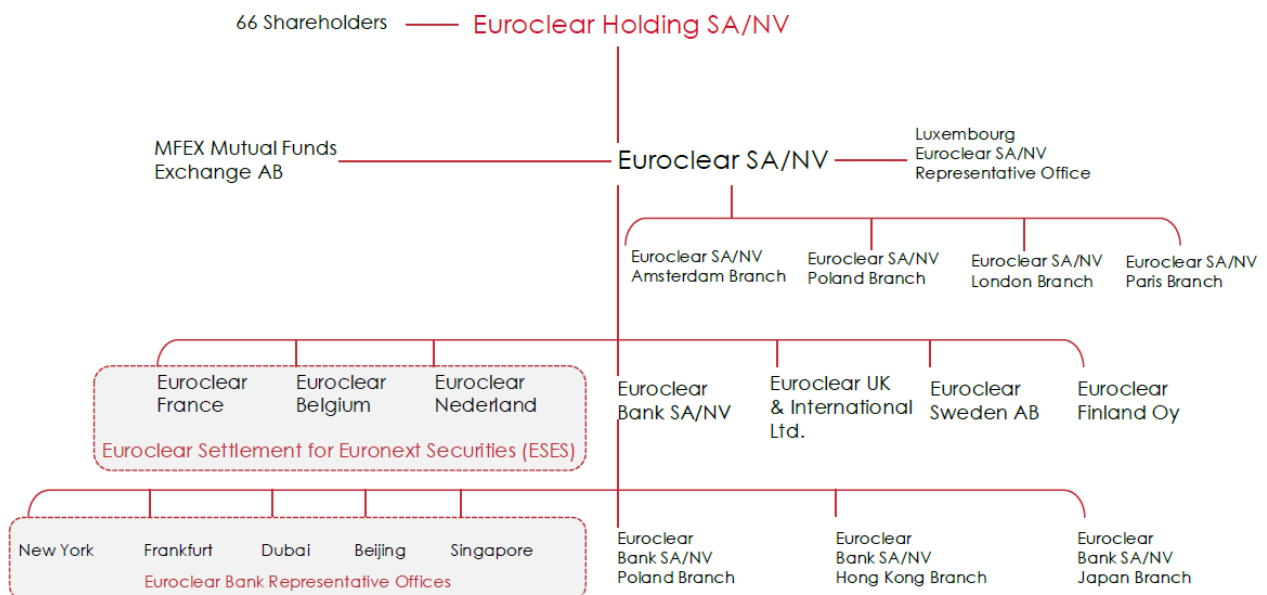 66 Shareholders
Euroclear Holding SA/NV
MFEX Mutual Funds
Exchange AB
Euroclear SA/NV
Luxembourg
Euroclear SA/NV
Representative Office
Euroclear SA/NV
Amsterdam Branch
Euroclear SA/NV
Poland Branch
Euroclear SA/NV
London Branch
Euroclear SA/NV
Paris Branch
Euroclear
France
Euroclear
Belgium
Euroclear
Nederland
Euroclear Settlement for Euronext Securities (ESES)
Euroclear
Bank SA/NV
Euroclear UK
& International
Ltd.
Euroclear
Sweden AB
Euroclear
Finland Oy
New York
Frankfurt
Dubai
Beijing
Singapore
Euroclear Bank Representative Offices
Euroclear
Bank SA/NV
Poland Branch
Euroclear
Bank SA/NV
Hong Kong Branch
Euroclear
Bank SA/NV
Japan Branch